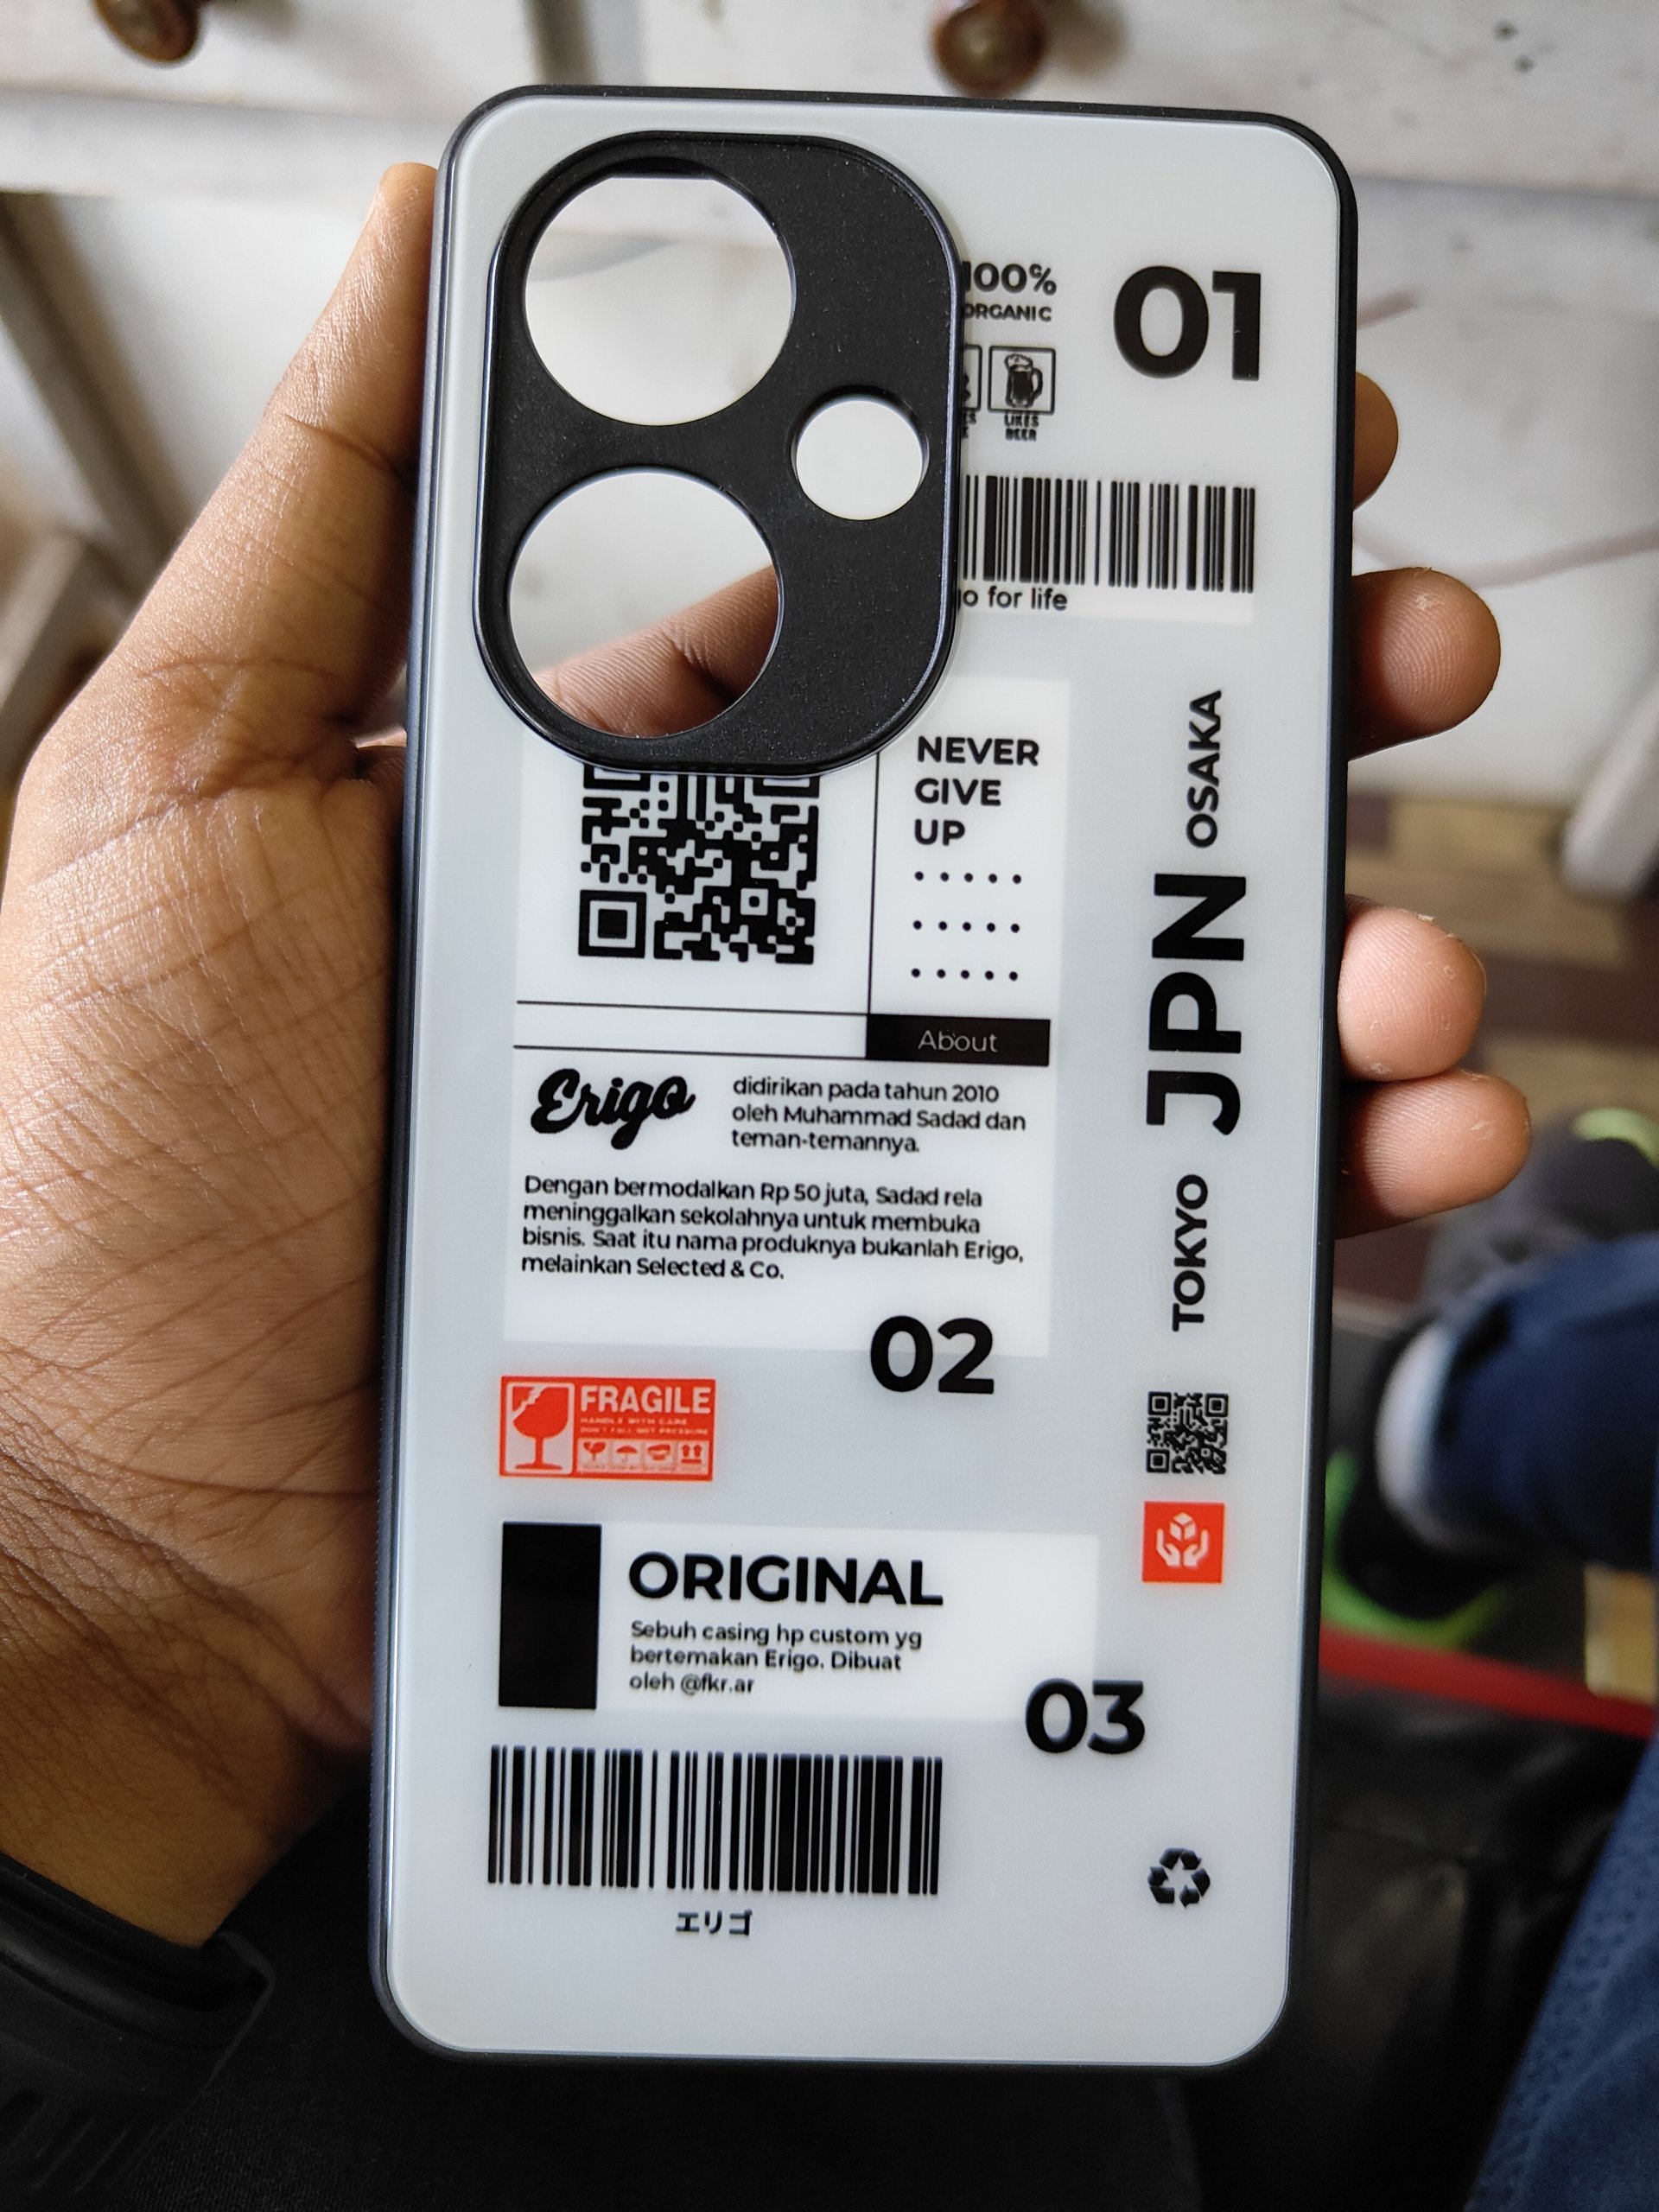 100%
ORGANIC
01
LIKES
BEER
o for life
NEVER
GIVE
UP
OSAKA
JPN
TOKYO
About
Erigo
didirikan pada tahun 2010
oleh Muhammad Sadad dan
teman-temannya.
Dengan bermodalkan Rp 50 juta, Sadad rela
meninggalkan sekolahnya untuk membuka
bisnis. Saat itu nama produknya bukanlah Erigo,
melainkan Selected & Co.
02
FRAGILE
HANDLE WITH CARE
ORIGINAL
Sebuh casing hp custom yg
bertemakan Erigo. Dibuat
oleh @fkr.ar
03
エリゴ